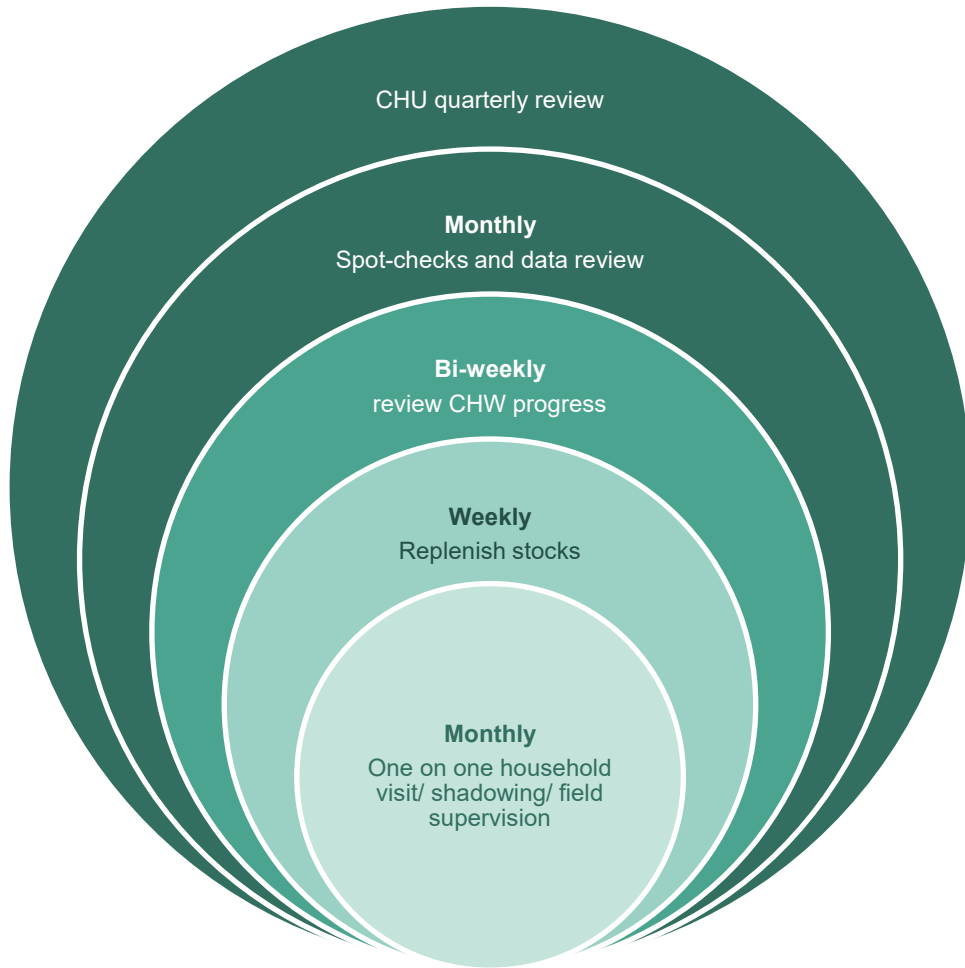 CHU quarterly review
Monthly
Spot-checks and data review
Bi-weekly
review CHW progress
Weekly
Replenish stocks
Monthly
One on one household
visit/ shadowing/ field
supervision